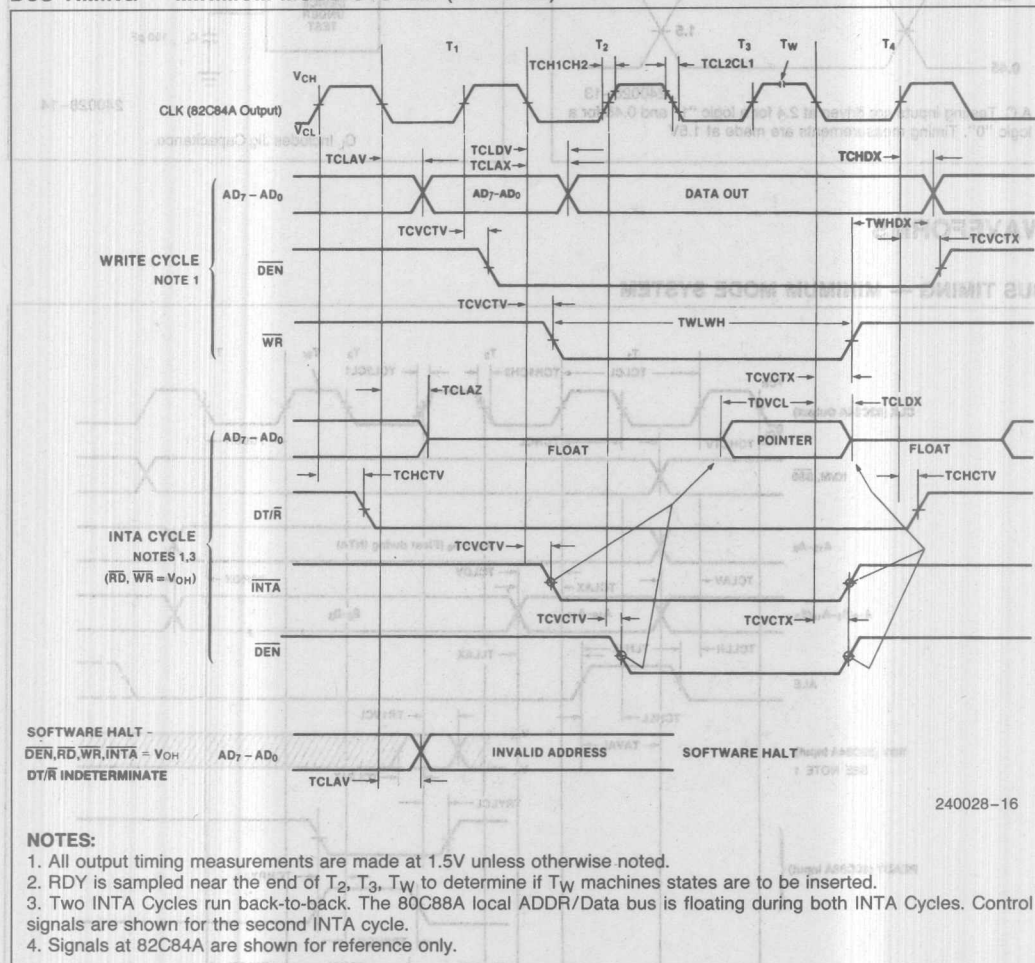 T1 T2 T3 TW T4
TCH1CH2 TCL2CL1
VCH
CLK (82C84A Output)
VCL
TCLAV
TCLDV
TCLAX
TCHDX
AD7-AD0 AD7-AD0 DATA OUT
TWHDX
TCVCTV
TCVCTX
WRITE CYCLE
NOTE 1
DEN
TCVCTV
TWLWH
WR
TCVCTX
TCLAZ
TDVCL
TCLDX
AD7-AD0 FLOAT POINTER FLOAT
TCHCTV
TCHCTV
DT/R
INTA CYCLE
NOTES 1,3
(RD, WR = VOH)
TCVCTV
INTA
TCVCTV
TCVCTX
DEN
SOFTWARE HALT -
DEN,RD,WR,INTA = VOH
DT/R INDETERMINATE
AD7-AD0 INVALID ADDRESS SOFTWARE HALT
TCLAV
240028-16
NOTES:
1. All output timing measurements are made at 1.5V unless otherwise noted.
2. RDY is sampled near the end of T2, T3, TW to determine if TW machines states are to be inserted.
3. Two INTA Cycles run back-to-back. The 80C88A local ADDR/Data bus is floating during both INTA Cycles. Control
signals are shown for the second INTA cycle.
4. Signals at 82C84A are shown for reference only.